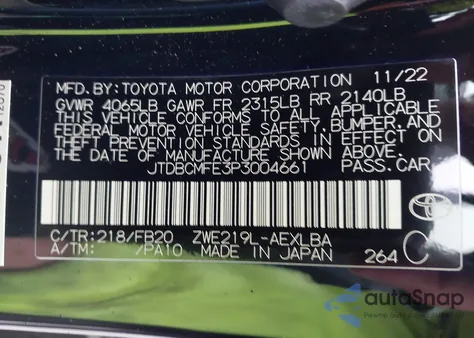 MFD.BY:TOYOTA MOTOR CORPORATION 11/22
GVWR 4065LB GAWR FR 2315LB RR 2140LB
THIS VEHICLE CONFORMS TO ALL APPLICABLE
FEDERAL MOTOR VEHICLE SAFETY,BUMPER,AND
THEFT PREVENTION STANDARDS IN EFFECT ON
THE DATE OF MANUFACTURE SHOWN ABOVE.
JTDBCMFE3P3004661 PASS.CAR
C/TR:218/FB20 ZWE219L-AEXLBA
A/TM: /PA10 MADE IN JAPAN 264 C
TOYOTA
autoSnap